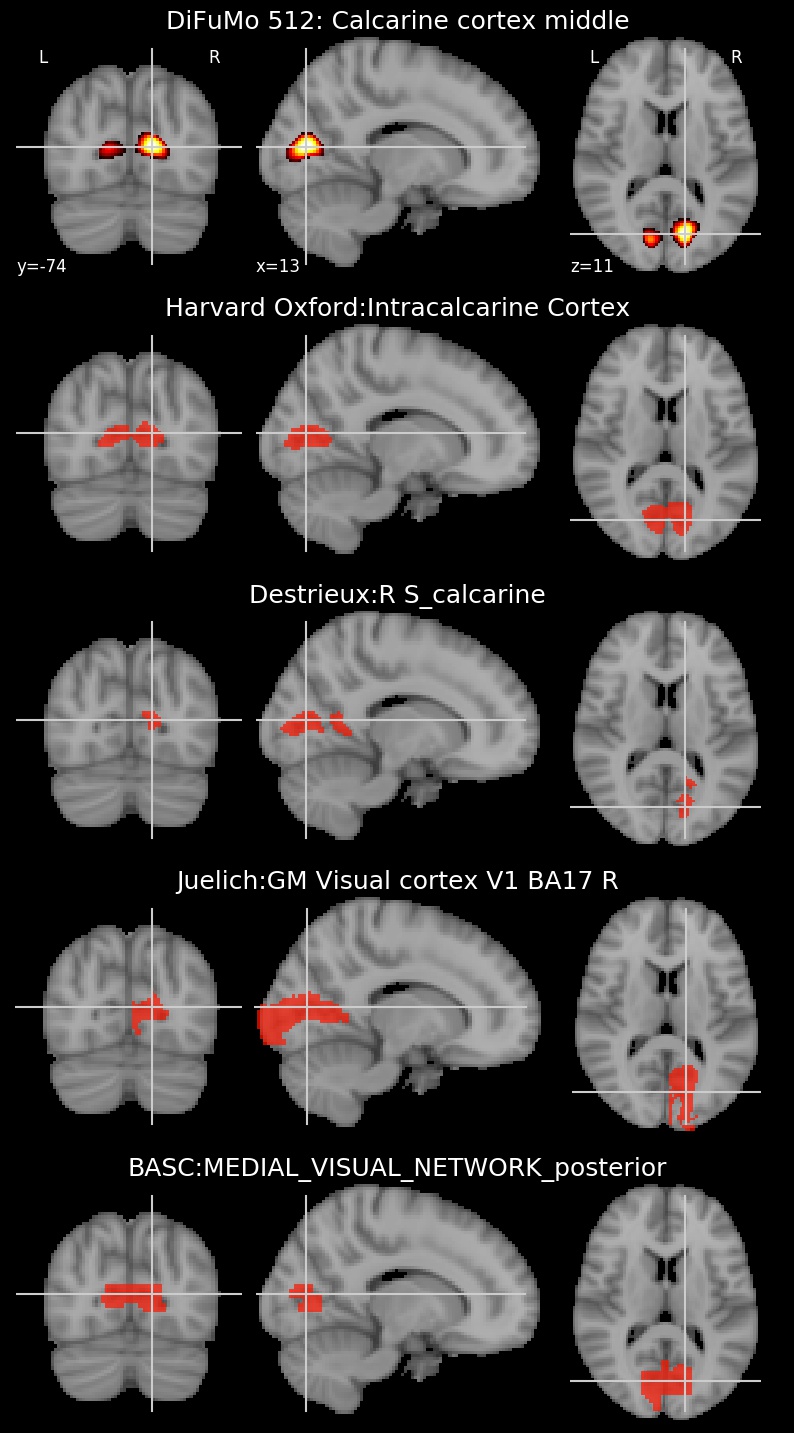 DiFuMo 512: Calcarine cortex middle
L R L R
y=-74 x=13 z=11
Harvard Oxford:Intracalcarine Cortex
Destrieux:R S_calcarine
Juelich:GM Visual cortex V1 BA17 R
BASC:MEDIAL_VISUAL_NETWORK_posterior